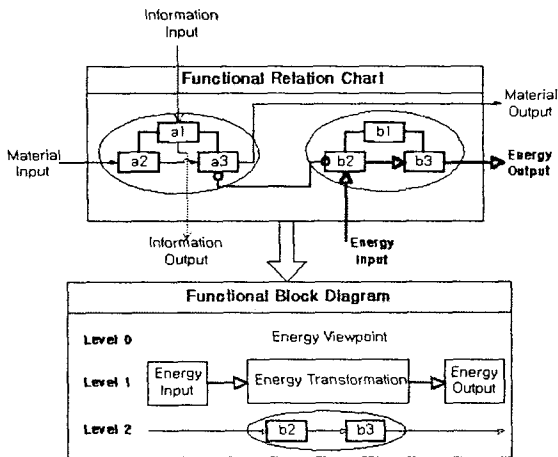 Information
Input
Functional Relation Chart
Material
Output
a1
b1
Material
Input
a2
a3
b2
b3
Energy
Output
Information
Output
Energy
Input
Functional Block Diagram
Level 0
Energy Viewpoint
Level 1
Energy
Input
Energy Transformation
Energy
Output
Level 2
b2
b3